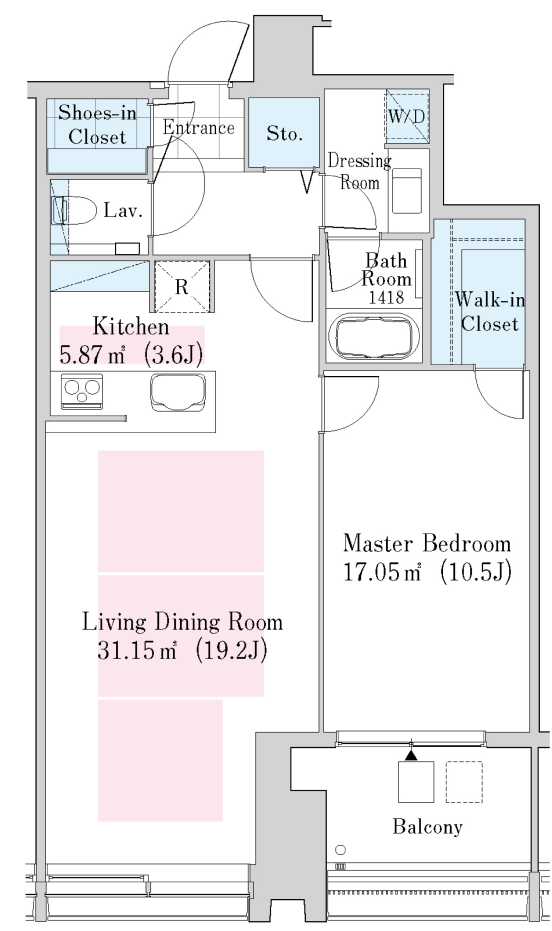 Shoes-in
Closet
Entrance
Sto.
W/D
Dressing
Room
Lav.
R
Bath
Room
1418
Walk-in
Closet
Kitchen
5.87㎡ (3.6J)
Master Bedroom
17.05㎡ (10.5J)
Living Dining Room
31.15㎡ (19.2J)
Balcony